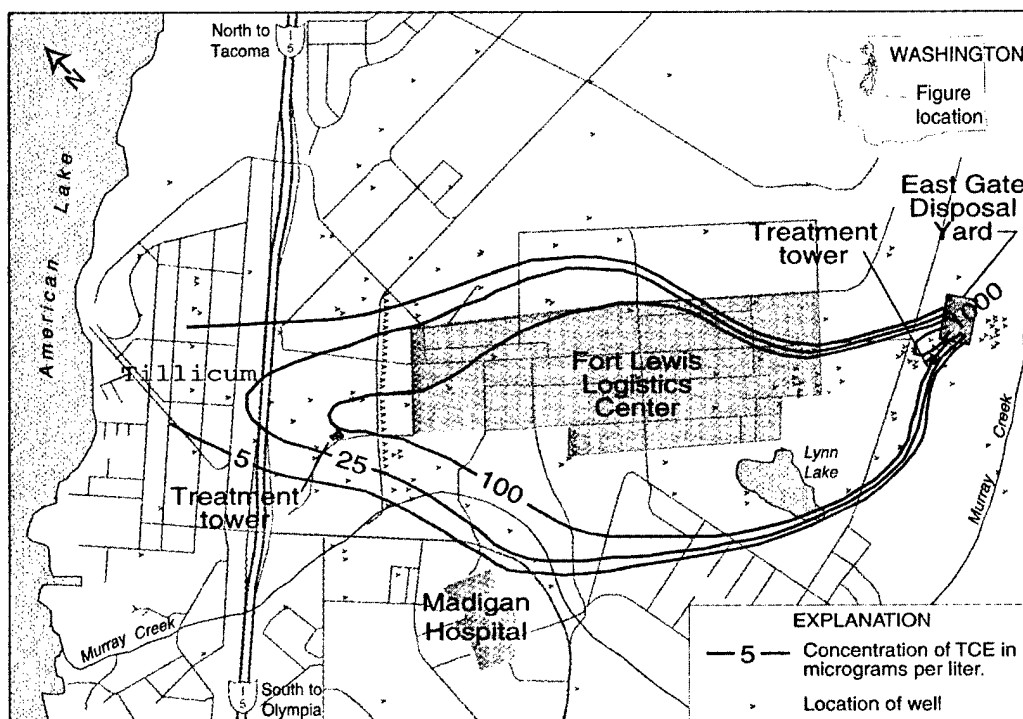 North to
Tacoma
I
5
N
WASHINGTON
Figure
location
American Lake
East Gate
Disposal
Yard
Treatment
tower
Tillicum
Fort Lewis
Logistics
Center
5
25
100
Lynn
Lake
Murray Creek
Treatment
tower
Madigan
Hospital
Murray Creek
I
5
South to
Olympia
EXPLANATION
5 Concentration of TCE in
micrograms per liter.
Location of well